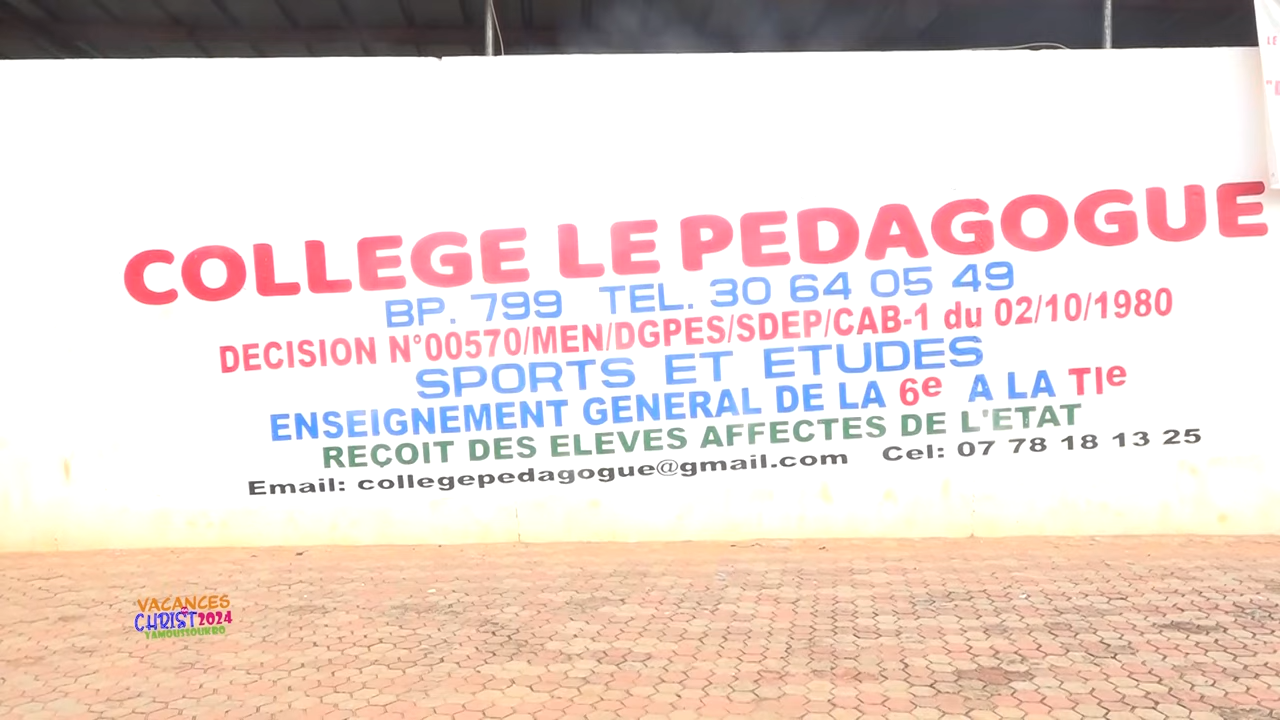 COLLEGE LE PEDAGOGUE
BP. 799 TEL. 30 64 05 49
DECISION N°00570/MEN/DGPES/SDEP/CAB-1 du 02/10/1980
SPORTS ET ETUDES
ENSEIGNEMENT GENERAL DE LA 6e A LA Tle
REÇOIT DES ELEVES AFFECTES DE L'ETAT
Email: collegepedagogue@gmail.com Cel: 07 78 18 13 25
VACANCES
CHRIST 2024
YAMOUSSOUKRO